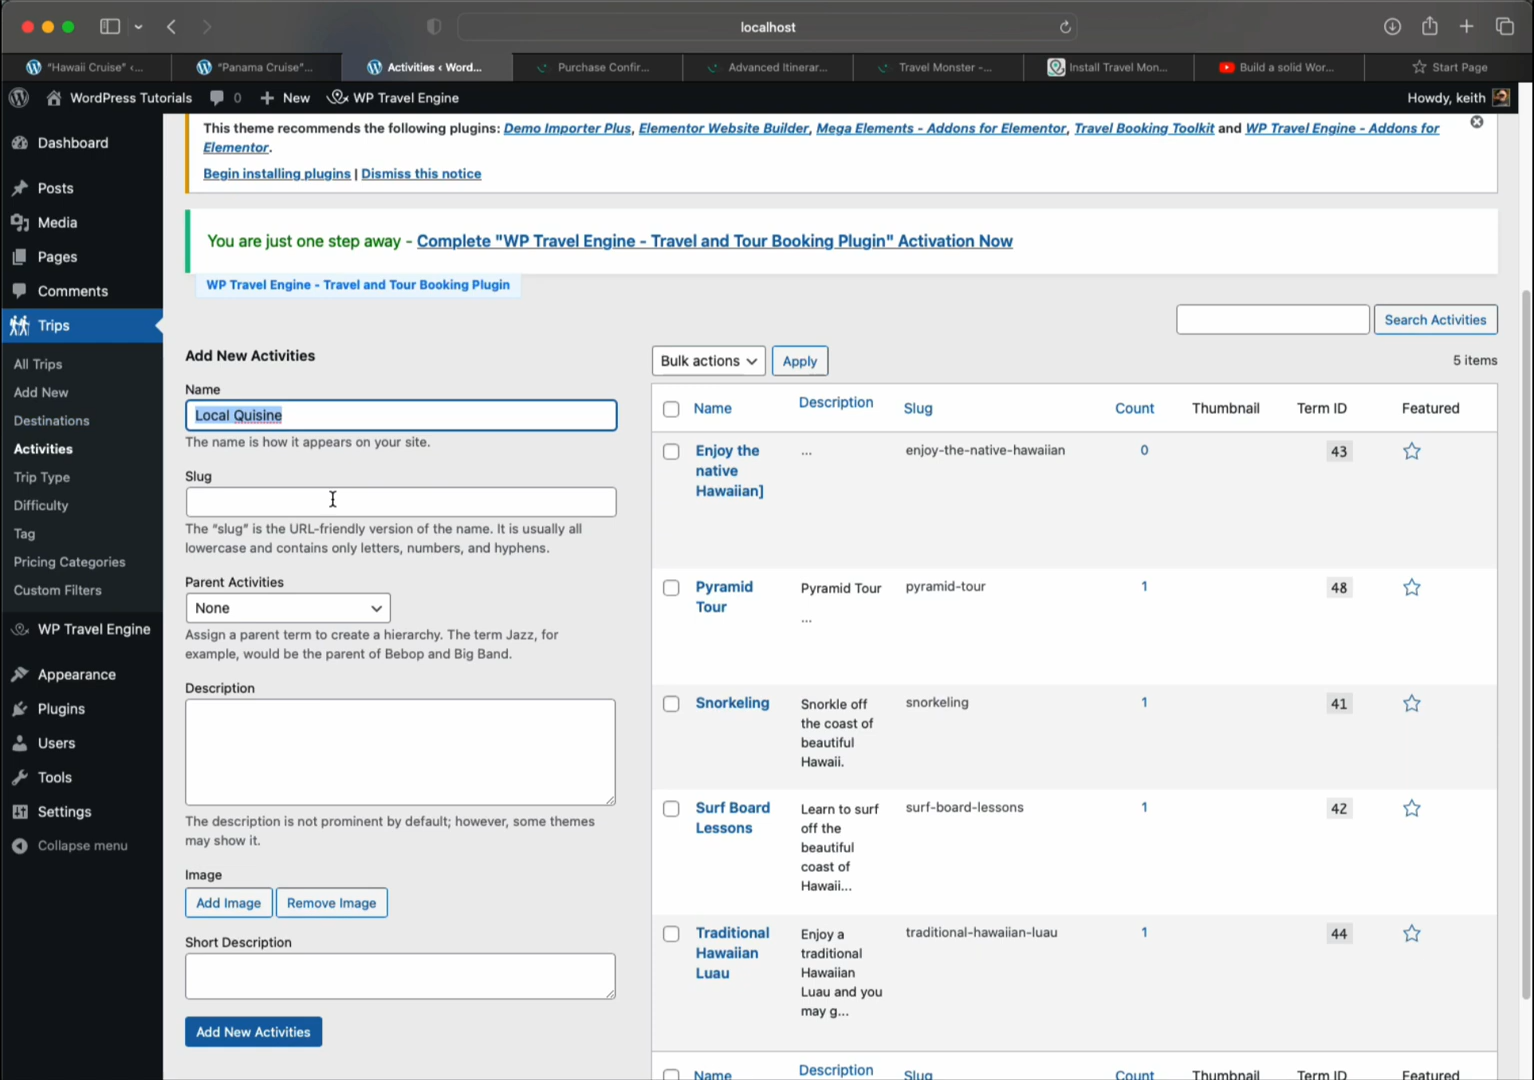 localhost
"Hawaii Cruise" ‹...
"Panama Cruise"...
Activities ‹ Word...
Purchase Confir...
Advanced Itinerar...
Travel Monster -...
Install Travel Mon...
Build a solid Wor...
Start Page
WordPress Tutorials
0
New
WP Travel Engine
Howdy, keith
Dashboard
Posts
Media
Pages
Comments
Trips
All Trips
Add New
Destinations
Activities
Trip Type
Difficulty
Tag
Pricing Categories
Custom Filters
WP Travel Engine
Appearance
Plugins
Users
Tools
Settings
Collapse menu
This theme recommends the following plugins: Demo Importer Plus, Elementor Website Builder, Mega Elements - Addons for Elementor, Travel Booking Toolkit and WP Travel Engine - Addons for
Elementor.
Begin installing plugins | Dismiss this notice
You are just one step away - Complete "WP Travel Engine - Travel and Tour Booking Plugin" Activation Now
WP Travel Engine - Travel and Tour Booking Plugin
Search Activities
Add New Activities
Name
Local Quisine
The name is how it appears on your site.
Slug
The "slug" is the URL-friendly version of the name. It is usually all
lowercase and contains only letters, numbers, and hyphens.
Parent Activities
None
Assign a parent term to create a hierarchy. The term Jazz, for
example, would be the parent of Bebop and Big Band.
Description
The description is not prominent by default; however, some themes
may show it.
Image
Add Image
Remove Image
Short Description
Add New Activities
Bulk actions
Apply
5 items
Name Description Slug Count Thumbnail Term ID Featured
Enjoy the ... enjoy-the-native-hawaiian 0 43
native
Hawaiian]
Pyramid Pyramid Tour pyramid-tour 1 48
Tour ...
Snorkeling Snorkle off snorkeling 1 41
the coast of
beautiful
Hawaii.
Surf Board Learn to surf surf-board-lessons 1 42
Lessons off the
beautiful
coast of
Hawaii...
Traditional Enjoy a traditional-hawaiian-luau 1 44
Hawaiian traditional
Luau Hawaiian
Luau and you
may g...
Name Description Slug Count Thumbnail Term ID Featured